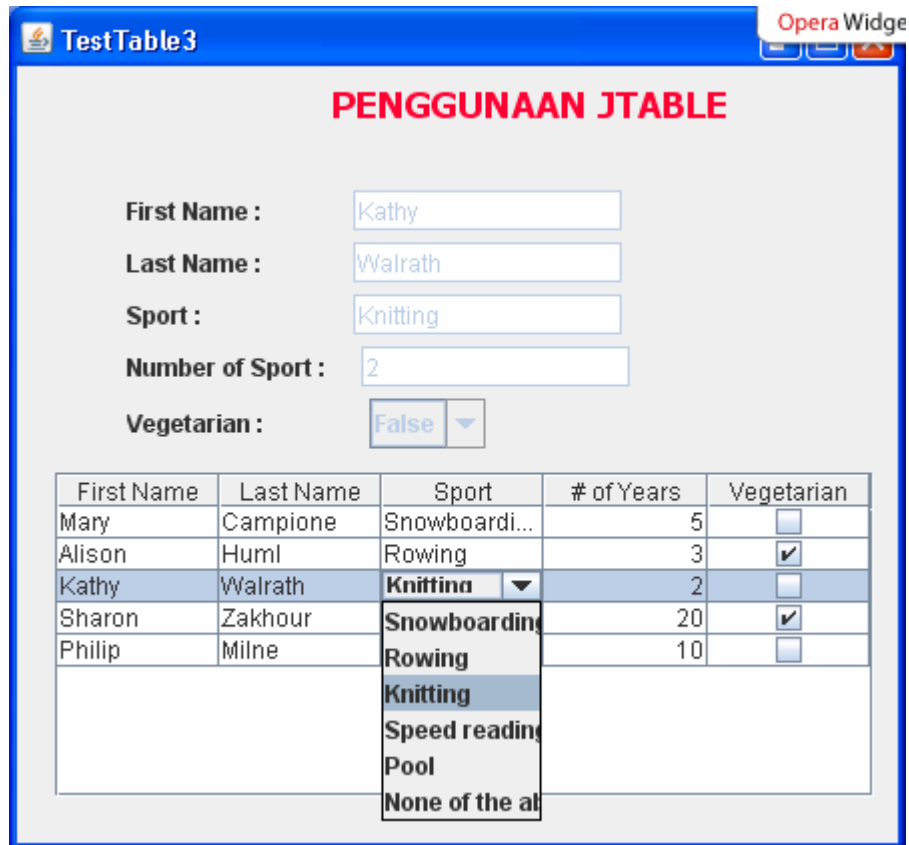 Opera Widge
TestTable3
PENGGUNAAN JTABLE
First Name : Kathy
Last Name : Walrath
Sport : Knitting
Number of Sport : 2
Vegetarian : False
First Name Last Name Sport # of Years Vegetarian
Mary Campione Snowboardi... 5
Alison Huml Rowing 3
Kathy Walrath Knitting 2
Sharon Zakhour Snowboarding 20
Philip Milne Rowing 10
Knitting
Speed reading
Pool
None of the ab